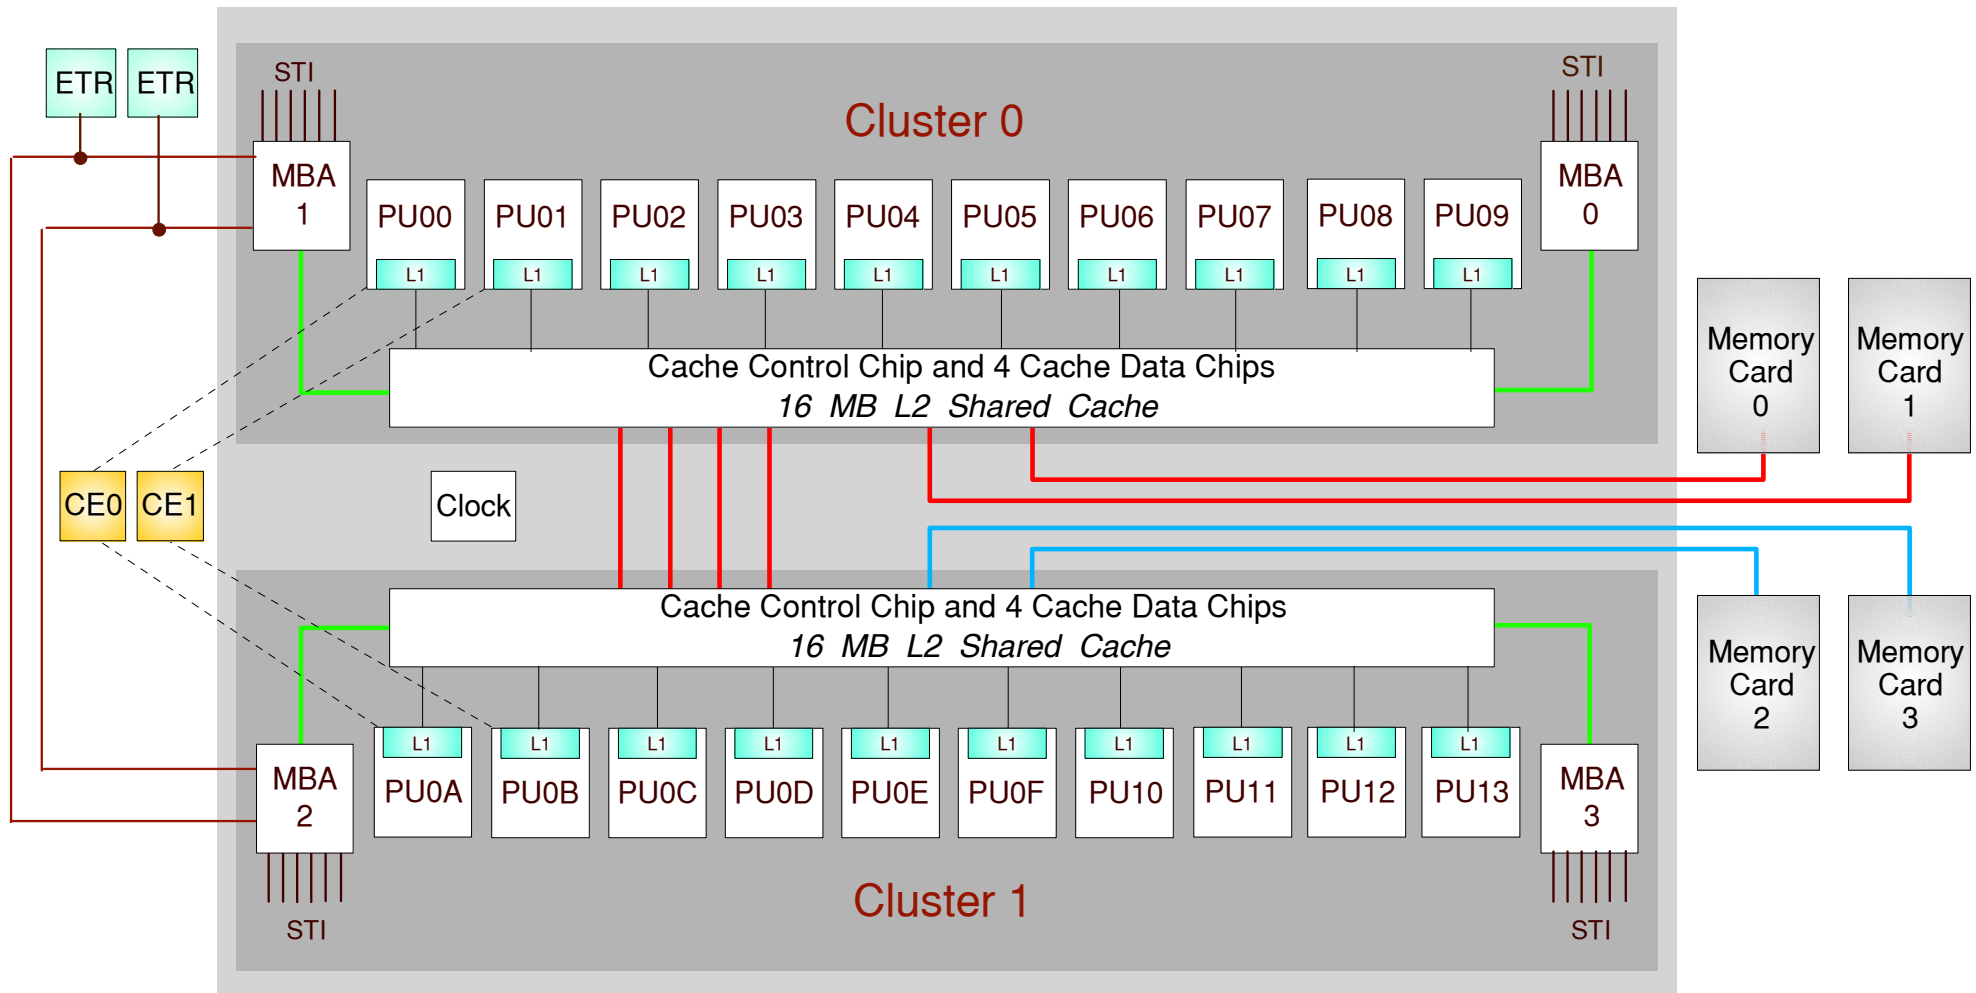 ETR
ETR
STI
STI
Cluster 0
MBA
1
MBA
0
PU00
PU01
PU02
PU03
PU04
PU05
PU06
PU07
PU08
PU09
L1
L1
L1
L1
L1
L1
L1
L1
L1
L1
Cache Control Chip and 4 Cache Data Chips
16 MB L2 Shared Cache
Memory
Card
0
Memory
Card
1
CE0
CE1
Clock
Cache Control Chip and 4 Cache Data Chips
16 MB L2 Shared Cache
Memory
Card
2
Memory
Card
3
L1
L1
L1
L1
L1
L1
L1
L1
L1
L1
PU0A
PU0B
PU0C
PU0D
PU0E
PU0F
PU10
PU11
PU12
PU13
MBA
2
MBA
3
Cluster 1
STI
STI